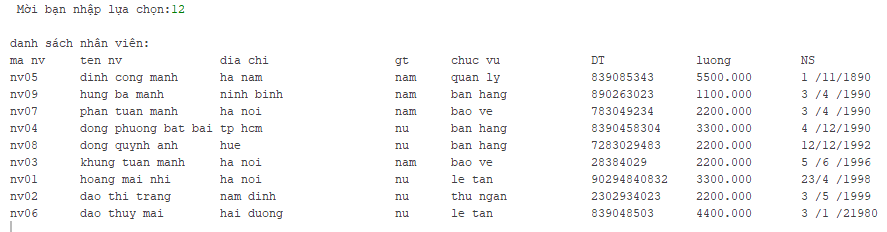 Mời bạn nhập lựa chọn:12
danh sách nhân viên:
ma nv ten nv dia chi gt chuc vu DT luong NS
nv05 dinh cong manh ha nam nam quan ly 839085343 5500.000 1 /11/1890
nv09 hung ba manh ninh binh nam ban hang 890263023 1100.000 3 /4 /1990
nv07 phan tuan manh ha noi nam bao ve 783049234 2200.000 3 /4 /1990
nv04 dong phuong bat bai tp hcm nu ban hang 8390458304 3300.000 4 /12/1990
nv08 dong quynh anh hue nu ban hang 7283029483 2200.000 12/12/1992
nv03 khung tuan manh ha noi nam bao ve 28384029 2200.000 5 /6 /1996
nv01 hoang mai nhi ha noi nu le tan 90294840832 3300.000 23/4 /1998
nv02 dao thi trang nam dinh nu thu ngan 2302934023 2200.000 3 /5 /1999
nv06 dao thuy mai hai duong nu le tan 839048503 4400.000 3 /1 /21980